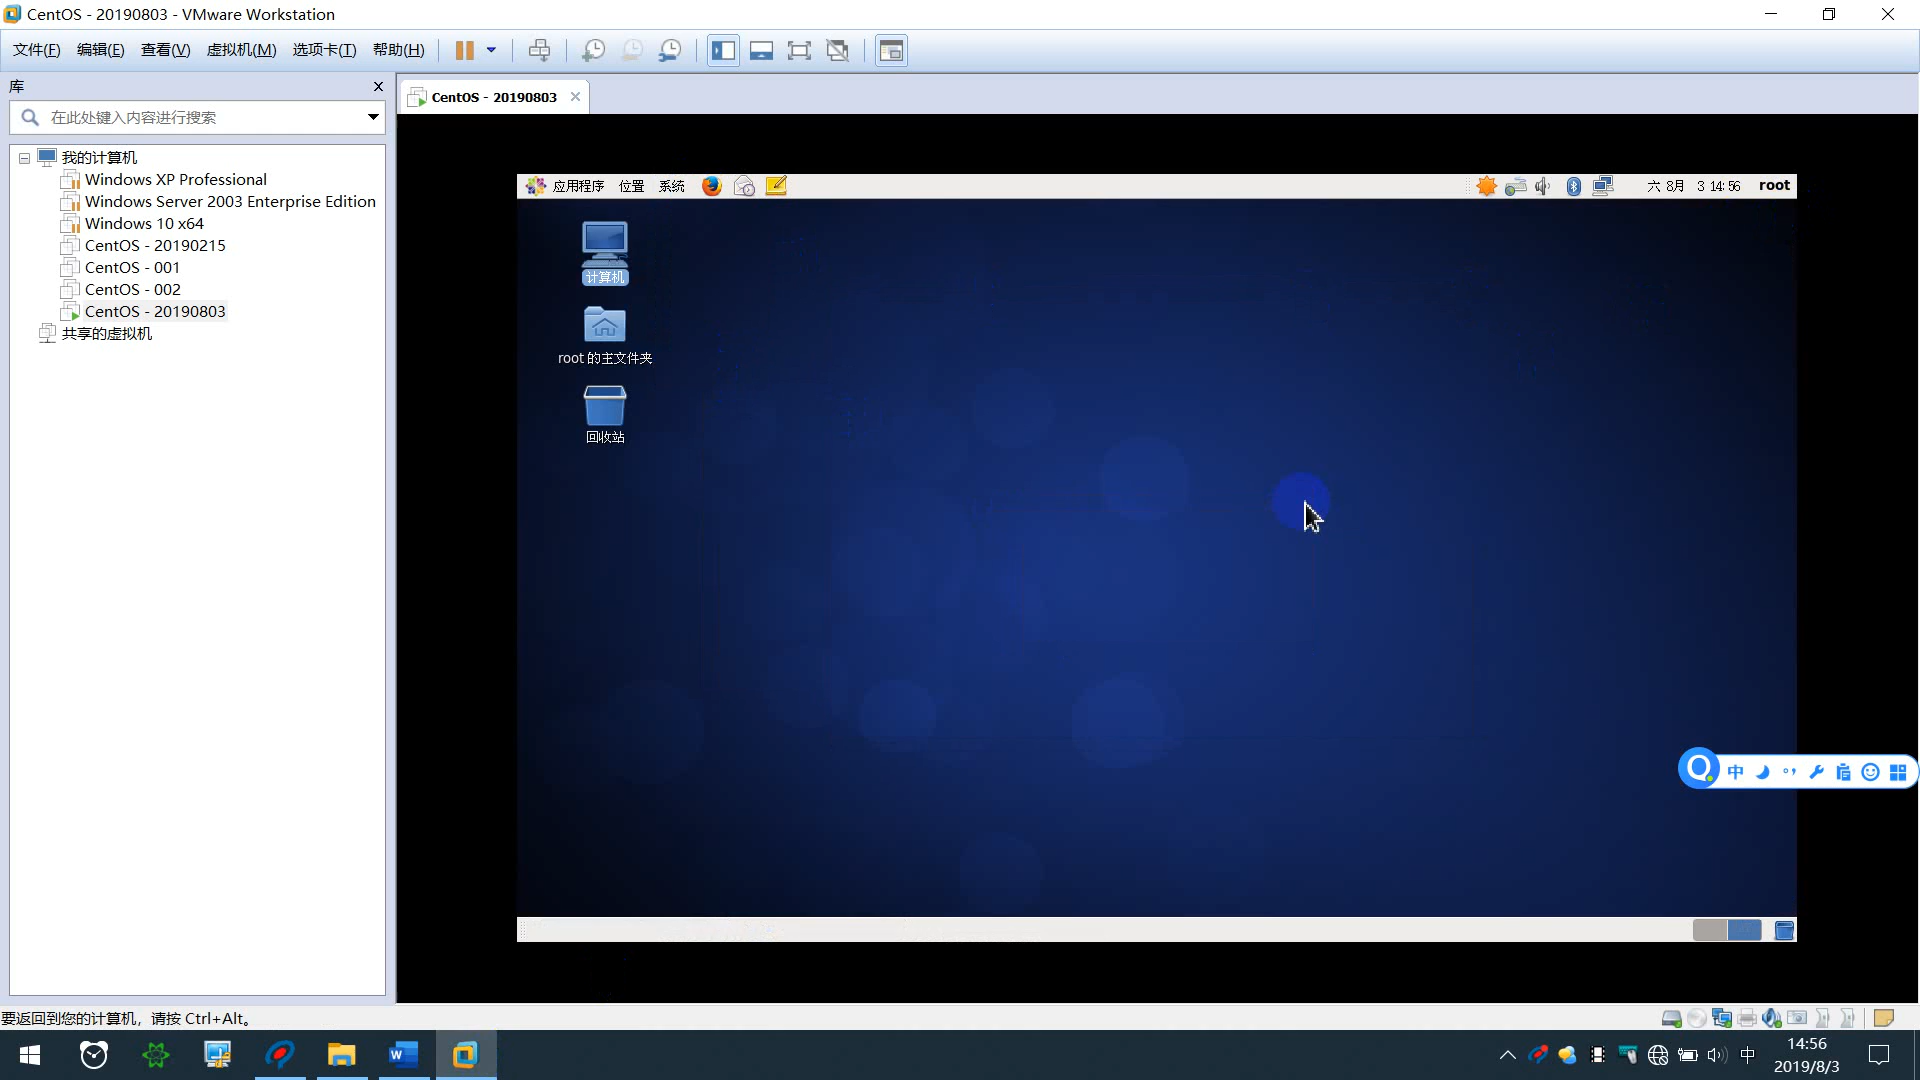 CentOS - 20190803 - VMware Workstation
文件(F) 编辑(E) 查看(V) 虚拟机(M) 选项卡(T) 帮助(H)
库
在此处键入内容进行搜索
我的计算机
Windows XP Professional
Windows Server 2003 Enterprise Edition
Windows 10 x64
CentOS - 20190215
CentOS - 001
CentOS - 002
CentOS - 20190803
共享的虚拟机
CentOS - 20190803
应用程序 位置 系统
六 8月 3 14:56 root
计算机
root 的主文件夹
回收站
中
要返回到您的计算机，请按 Ctrl+Alt。
中
14:56
2019/8/3